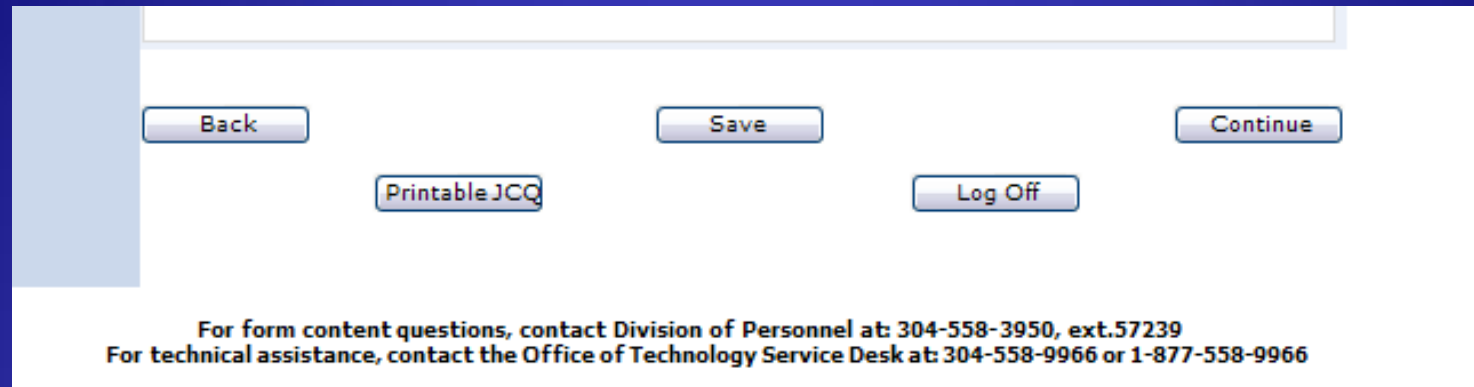 Back Save Continue
Printable JCQ Log Off
For form content questions, contact Division of Personnel at: 304-558-3950, ext.57239
For technical assistance, contact the Office of Technology Service Desk at: 304-558-9966 or 1-877-558-9966